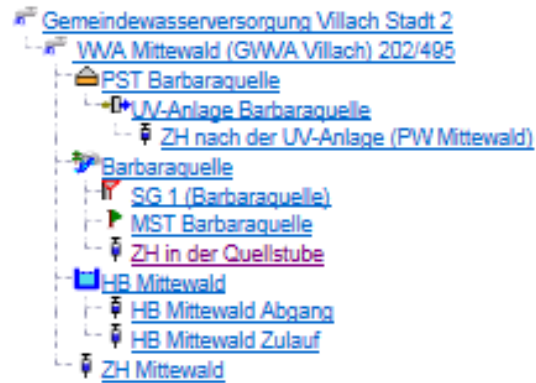 Gemeindewasserversorgung Villach Stadt 2
WVA Mittewald (GWVA Villach) 202/495
PST Barbaraquelle
UV-Anlage Barbaraquelle
ZH nach der UV-Anlage (PW Mittewald)
Barbaraquelle
SG 1 (Barbaraquelle)
MST Barbaraquelle
ZH in der Quellstube
HB Mittewald
HB Mittewald Abgang
HB Mittewald Zulauf
ZH Mittewald